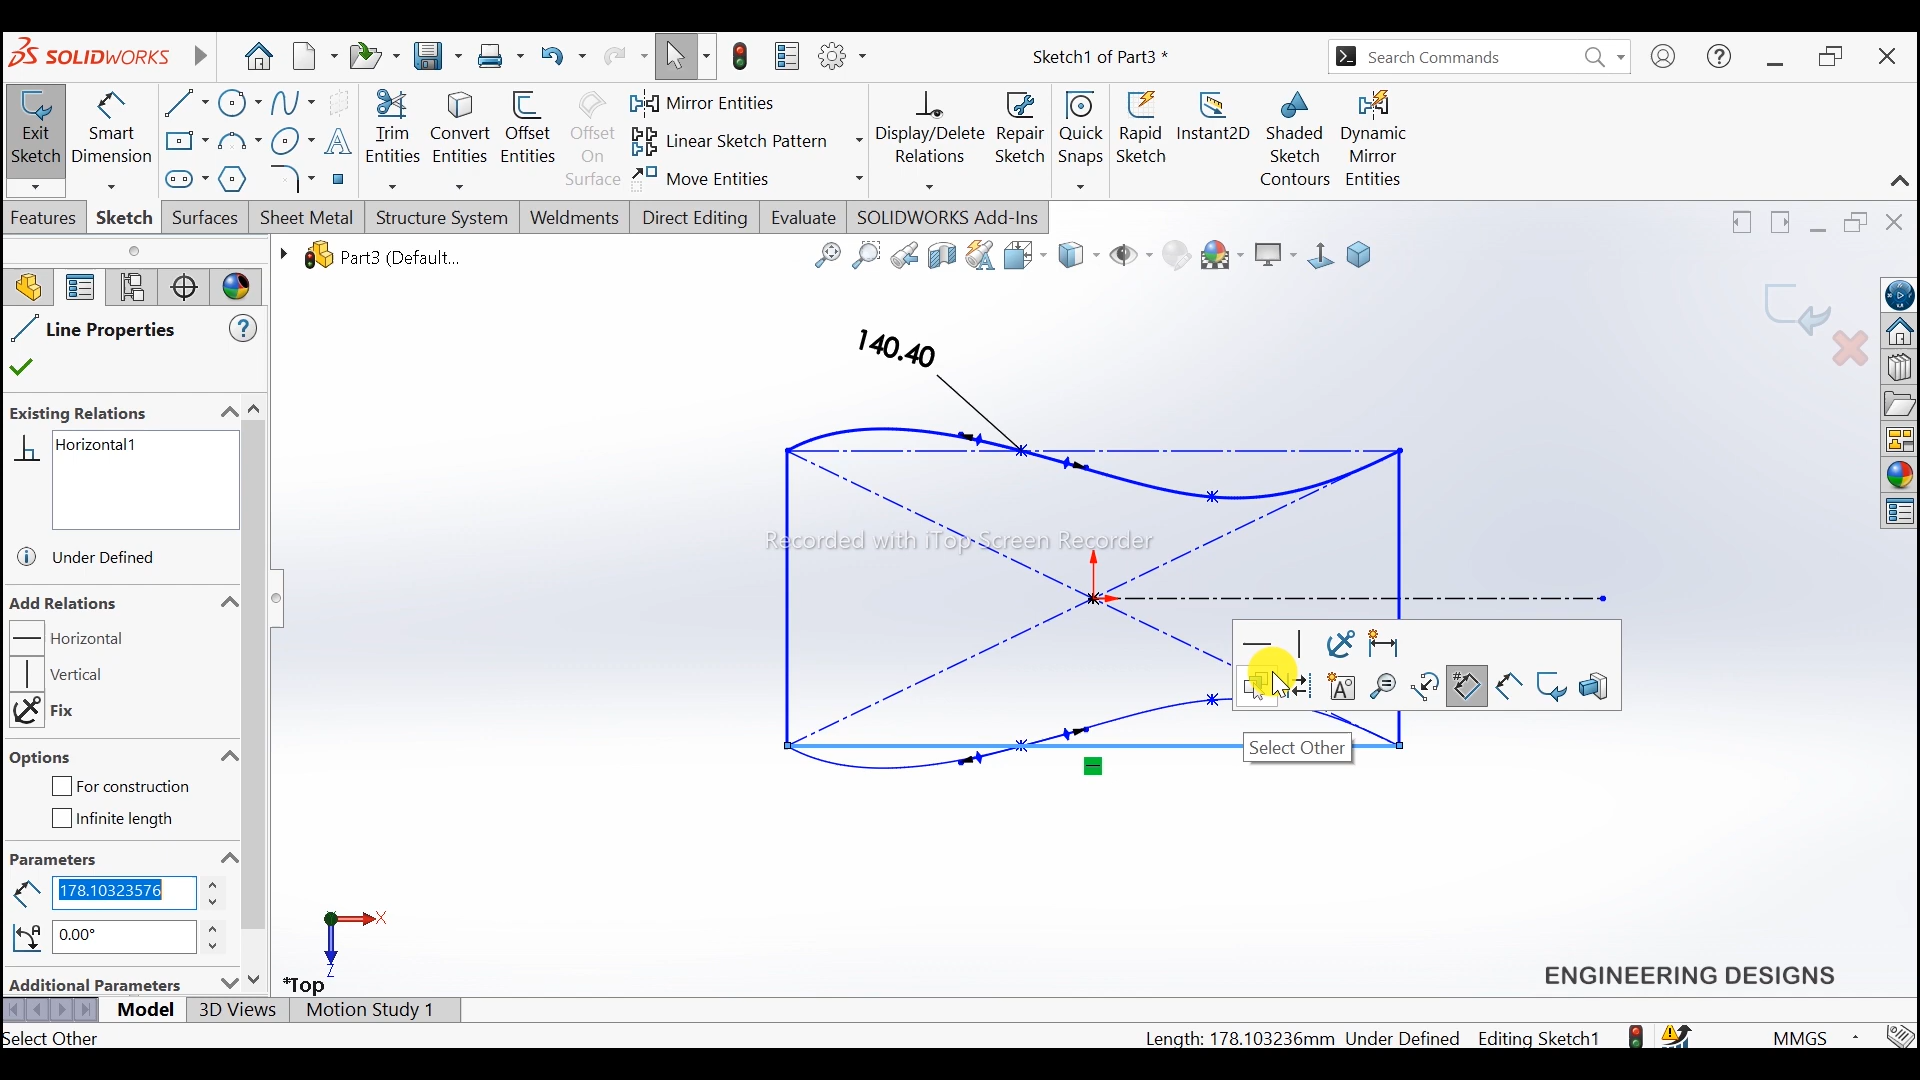 SOLIDWORKS
Sketch1 of Part3 *
Search Commands
Exit Sketch
Smart Dimension
Trim Entities
Convert Entities
Offset Entities
Offset On Surface
Mirror Entities
Linear Sketch Pattern
Move Entities
Display/Delete Relations
Repair Sketch
Quick Snaps
Rapid Sketch
Instant2D
Shaded Sketch Contours
Dynamic Mirror Entities
Features
Sketch
Surfaces
Sheet Metal
Structure System
Weldments
Direct Editing
Evaluate
SOLIDWORKS Add-Ins
Part3 (Default...
Line Properties
Existing Relations
Horizontal1
Under Defined
Add Relations
Horizontal
Vertical
Fix
Options
For construction
Infinite length
Parameters
178.10323576
0.00°
Additional Parameters
140.40
Recorded with iTop Screen Recorder
Select Other
X
Z
*Top
ENGINEERING DESIGNS
Model
3D Views
Motion Study 1
Select Other
Length: 178.103236mm
Under Defined
Editing Sketch1
MMGS